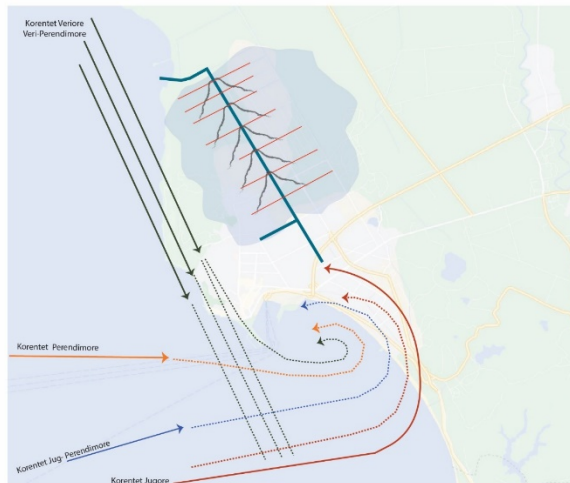 Korentet Veriore
Veri-Perendimore
Korentet Perendimore
Korentet Jug- Perendimore
Korentet Jugore